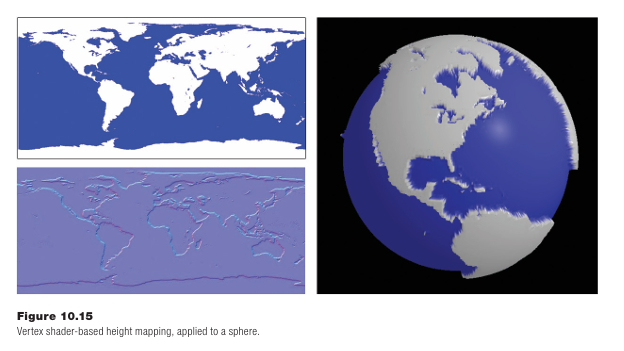 Figure 10.15
Vertex shader-based height mapping, applied to a sphere.